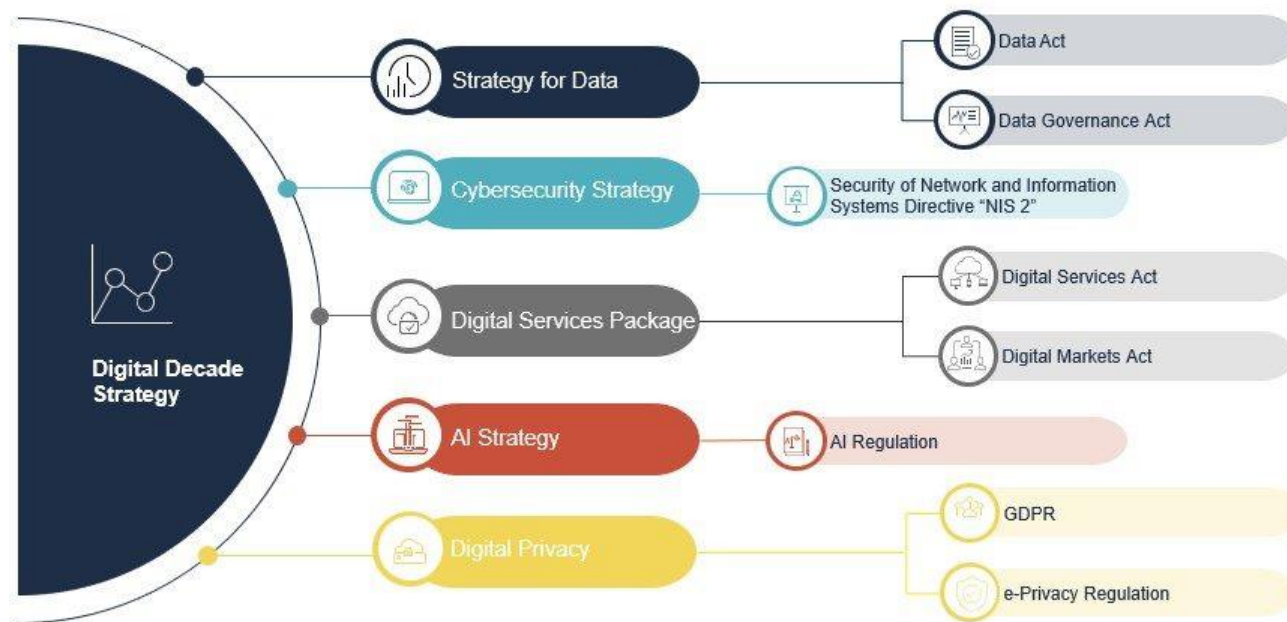 Digital Decade
Strategy
Strategy for Data
Data Act
Data Governance Act
Cybersecurity Strategy
Security of Network and Information
Systems Directive “NIS 2”
Digital Services Package
Digital Services Act
Digital Markets Act
AI Strategy
AI Regulation
Digital Privacy
GDPR
e-Privacy Regulation